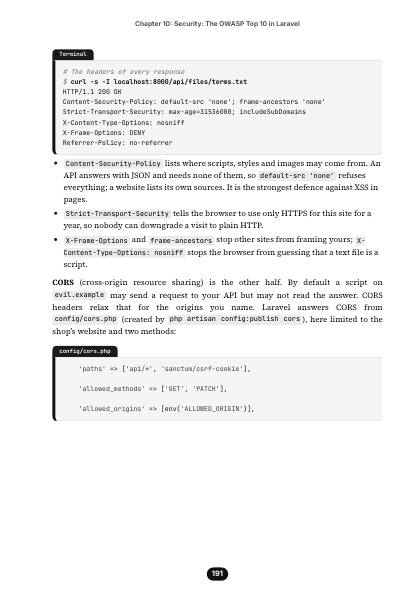 Chapter 10: Security: The OWASP Top 10 in Laravel
Terminal
# The headers of every response
$ curl -s -I localhost:8000/api/files/terms.txt
HTTP/1.1 200 OK
Content-Security-Policy: default-src 'none'; frame-ancestors 'none'
Strict-Transport-Security: max-age=31536000; includeSubDomains
X-Content-Type-Options: nosniff
X-Frame-Options: DENY
Referrer-Policy: no-referrer
• Content-Security-Policy lists where scripts, styles and images may come from. An
API answers with JSON and needs none of them, so default-src 'none' refuses
everything; a website lists its own sources. It is the strongest defence against XSS in
pages.
• Strict-Transport-Security tells the browser to use only HTTPS for this site for a
year, so nobody can downgrade a visit to plain HTTP.
• X-Frame-Options and frame-ancestors stop other sites from framing yours; X-
Content-Type-Options: nosniff stops the browser from guessing that a text file is a
script.
CORS (cross-origin resource sharing) is the other half. By default a script on
evil.example may send a request to your API but may not read the answer. CORS
headers relax that for the origins you name. Laravel answers CORS from
config/cors.php (created by php artisan config:publish cors), here limited to the
shop's website and two methods:
config/cors.php
'paths' => ['api/*', 'sanctum/csrf-cookie'],
'allowed_methods' => ['GET', 'PATCH'],
'allowed_origins' => [env('ALLOWED_ORIGIN')],
191